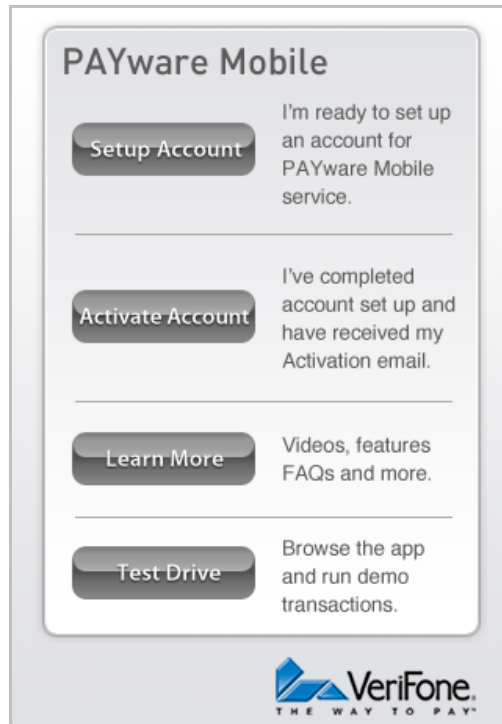 PAYware Mobile
Setup Account
I'm ready to set up
an account for
PAYware Mobile
service.
Activate Account
I've completed
account set up and
have received my
Activation email.
Learn More
Videos, features
FAQs and more.
Test Drive
Browse the app
and run demo
transactions.
VeriFone.
THE WAY TO PAY™